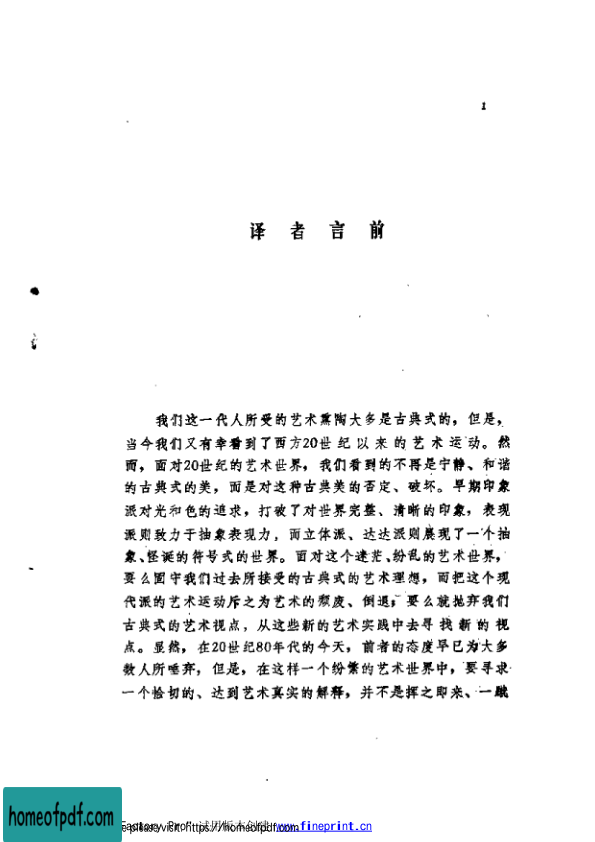 1
译者言前
我们这一代人所受的艺术熏陶大多是古典式的，但是，
当今我们又有幸看到了西方20世纪以来的艺术运动。然
而，面对20世纪的艺术世界，我们看到的不再是宁静、和谐
的古典式的美，而是对这种古典美的否定、破坏。早期印象
派对光和色的追求，打破了对世界完整、清晰的印象，表现
派则致力于抽象表现力，而立体派、达达派则展现了一个抽
象、怪诞的符号式的世界。面对这个迷茫、纷乱的艺术世界，
要么固守我们过去所接受的古典式的艺术理想，而把这个现
代派的艺术运动斥之为艺术的颓废、倒退；要么就抛弃我们
古典式的艺术视点，从这些新的艺术实践中去寻找新的视
点。显然，在20世纪80年代的今天，前者的态度早已为大多
数人所唾弃，但是，在这样一个纷繁的艺术世界中，要寻求
一个恰切的、达到艺术真实的解释，并不是挥之即来、一蹴
homeofpdf.com
Factory Pro" 试用版本创建 www.fineprint.cn
please visit: https://homeofpdf.com